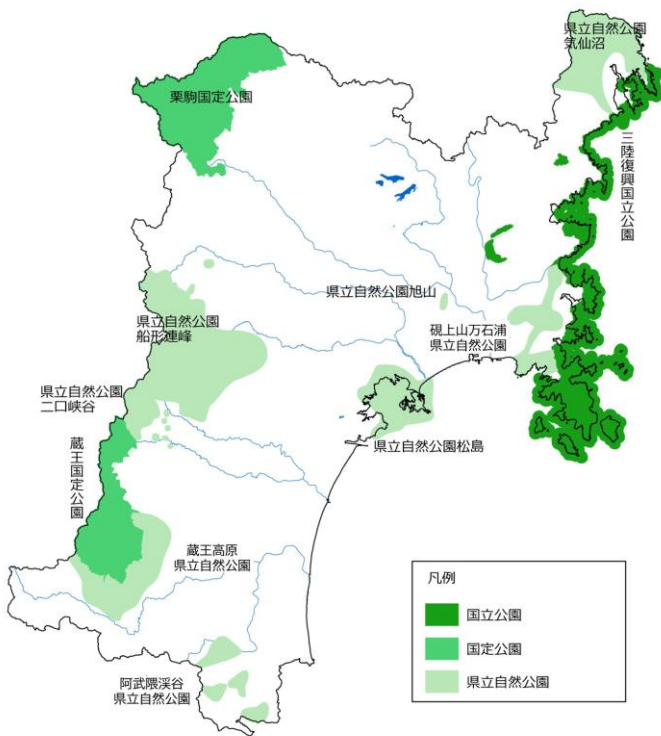 県立自然公園
気仙沼
栗駒国定公園
三陸復興国立公園
県立自然公園旭山
県立自然公園
船形連峰
硯上山万石浦
県立自然公園
県立自然公園
二口峡谷
蔵王国定公園
県立自然公園松島
蔵王高原
県立自然公園
阿武隈渓谷
県立自然公園
凡例
国立公園
国定公園
県立自然公園